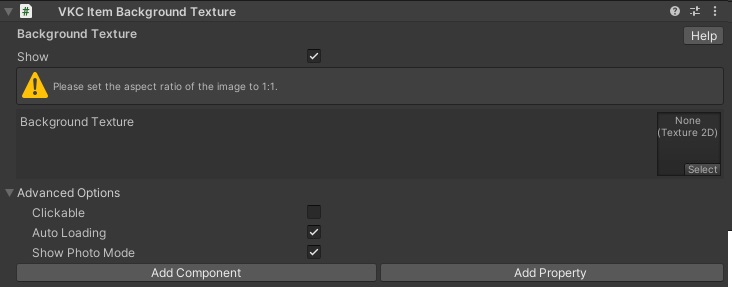 VKC Item Background Texture
Background Texture
Help
Show
Please set the aspect ratio of the image to 1:1.
Background Texture
None
(Texture 2D)
Select
Advanced Options
Clickable
Auto Loading
Show Photo Mode
Add Component
Add Property